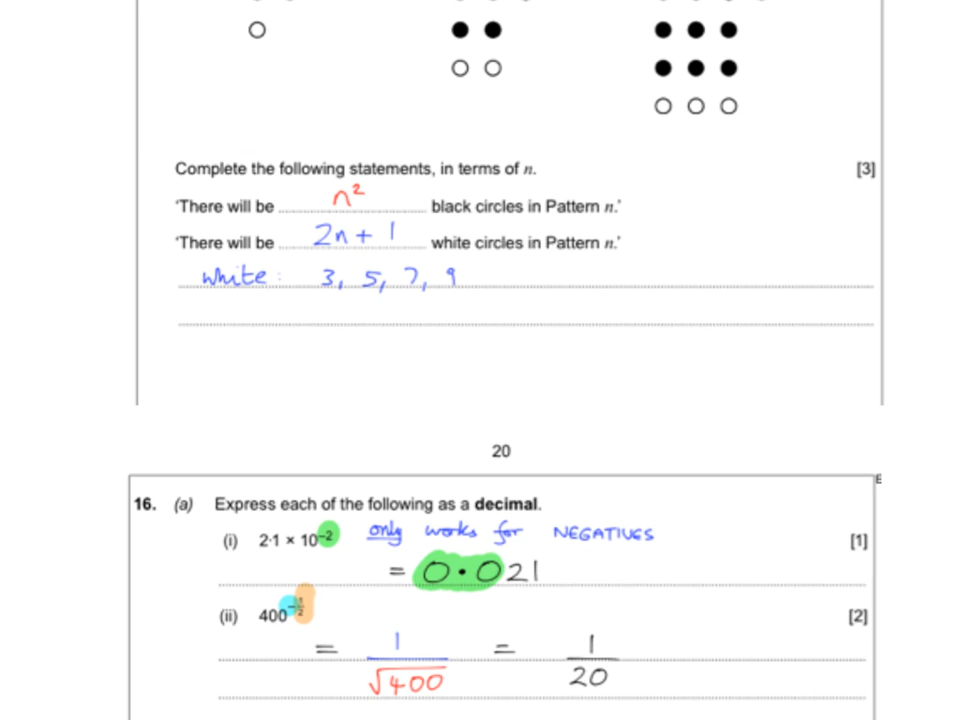 Complete the following statements, in terms of n. [3]
'There will be n² black circles in Pattern n.'
'There will be 2n + 1 white circles in Pattern n.'
white : 3, 5, 7, 9
20
E
16. (a) Express each of the following as a decimal.
(i) 2·1 × 10⁻² only works for NEGATIVES [1]
= 0·021
(ii) 400^(-1/2) [2]
= 1/√400 = 1/20